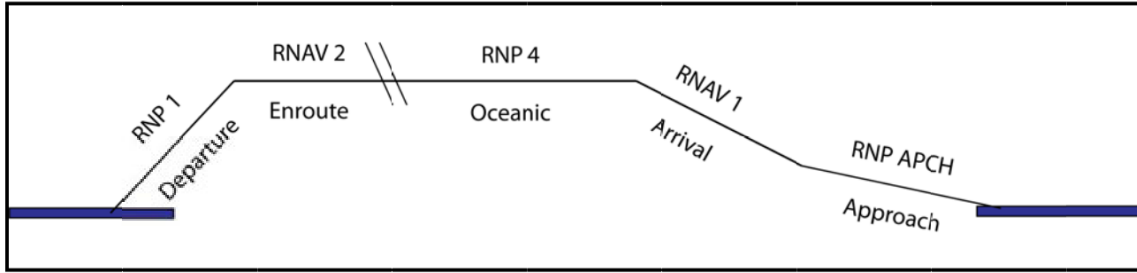 RNP 1
Departure
RNAV 2
Enroute
RNP 4
Oceanic
RNAV 1
Arrival
RNP APCH
Approach